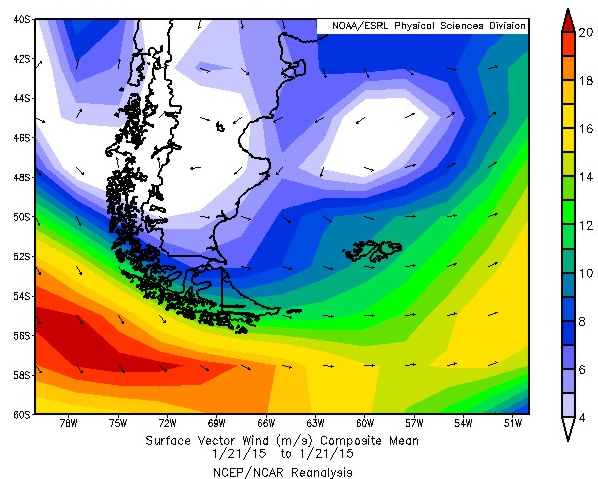 NOAA/ESRL Physical Sciences Division
40S
42S
44S
46S
48S
50S
52S
54S
56S
58S
60S
78W 75W 72W 69W 66W 63W 60W 57W 54W 51W
20
18
16
14
12
10
8
6
4
Surface Vector Wind (m/s) Composite Mean
1/21/15 to 1/21/15
NCEP/NCAR Reanalysis